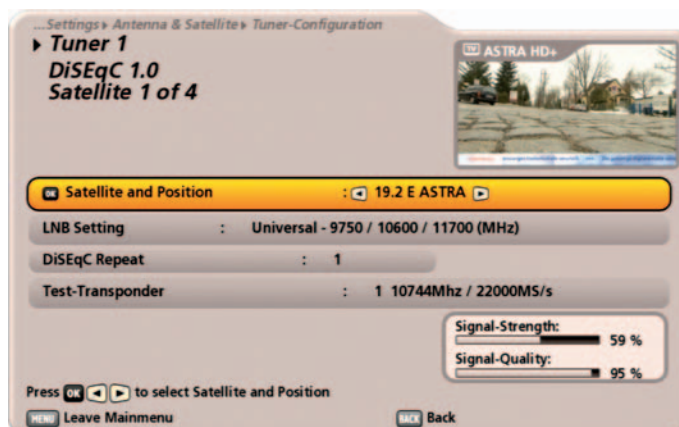 ...Settings▸ Antenna & Satellite▸ Tuner-Configuration
▸ Tuner 1
DiSEqC 1.0
Satellite 1 of 4
TV ASTRA HD+
OK Satellite and Position : ◀ 19.2 E ASTRA ▶
LNB Setting : Universal - 9750 / 10600 / 11700 (MHz)
DiSEqC Repeat : 1
Test-Transponder : 1 10744Mhz / 22000MS/s
Signal-Strength:
59 %
Signal-Quality:
95 %
Press OK ◀ ▶ to select Satellite and Position
MENU Leave Mainmenu BACK Back